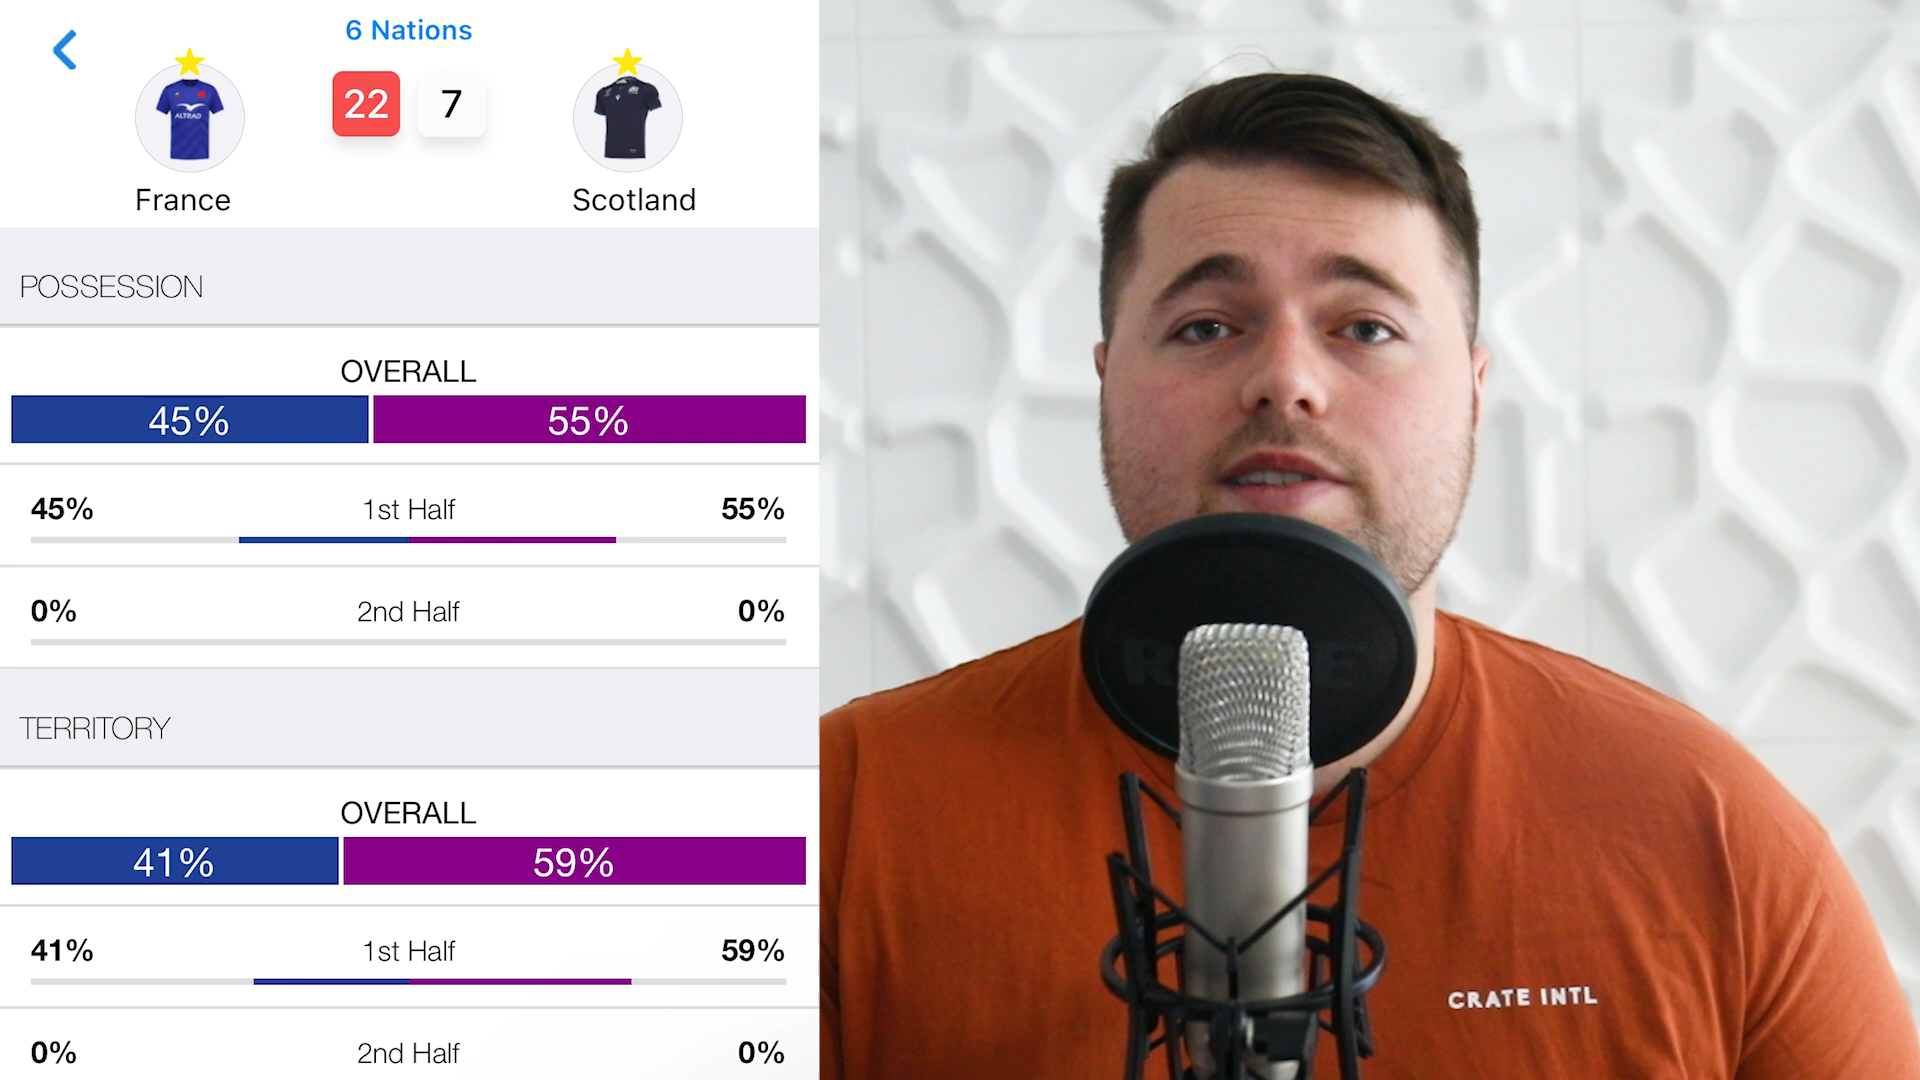 6 Nations
22 7
ALTRAD
France Scotland
POSSESSION
OVERALL
45% 55%
45% 1st Half 55%
0% 2nd Half 0%
TERRITORY
OVERALL
41% 59%
41% 1st Half 59%
0% 2nd Half 0%
CRATE INTL